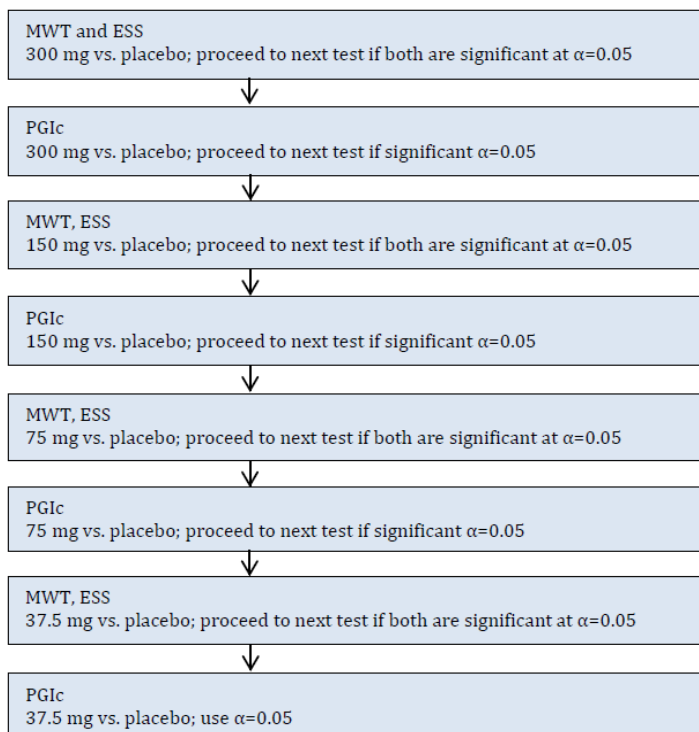 MWT and ESS
300 mg vs. placebo; proceed to next test if both are significant at α=0.05
PGIc
300 mg vs. placebo; proceed to next test if significant α=0.05
MWT, ESS
150 mg vs. placebo; proceed to next test if both are significant at α=0.05
PGIc
150 mg vs. placebo; proceed to next test if significant α=0.05
MWT, ESS
75 mg vs. placebo; proceed to next test if both are significant at α=0.05
PGIc
75 mg vs. placebo; proceed to next test if significant α=0.05
MWT, ESS
37.5 mg vs. placebo; proceed to next test if both are significant at α=0.05
PGIc
37.5 mg vs. placebo; use α=0.05